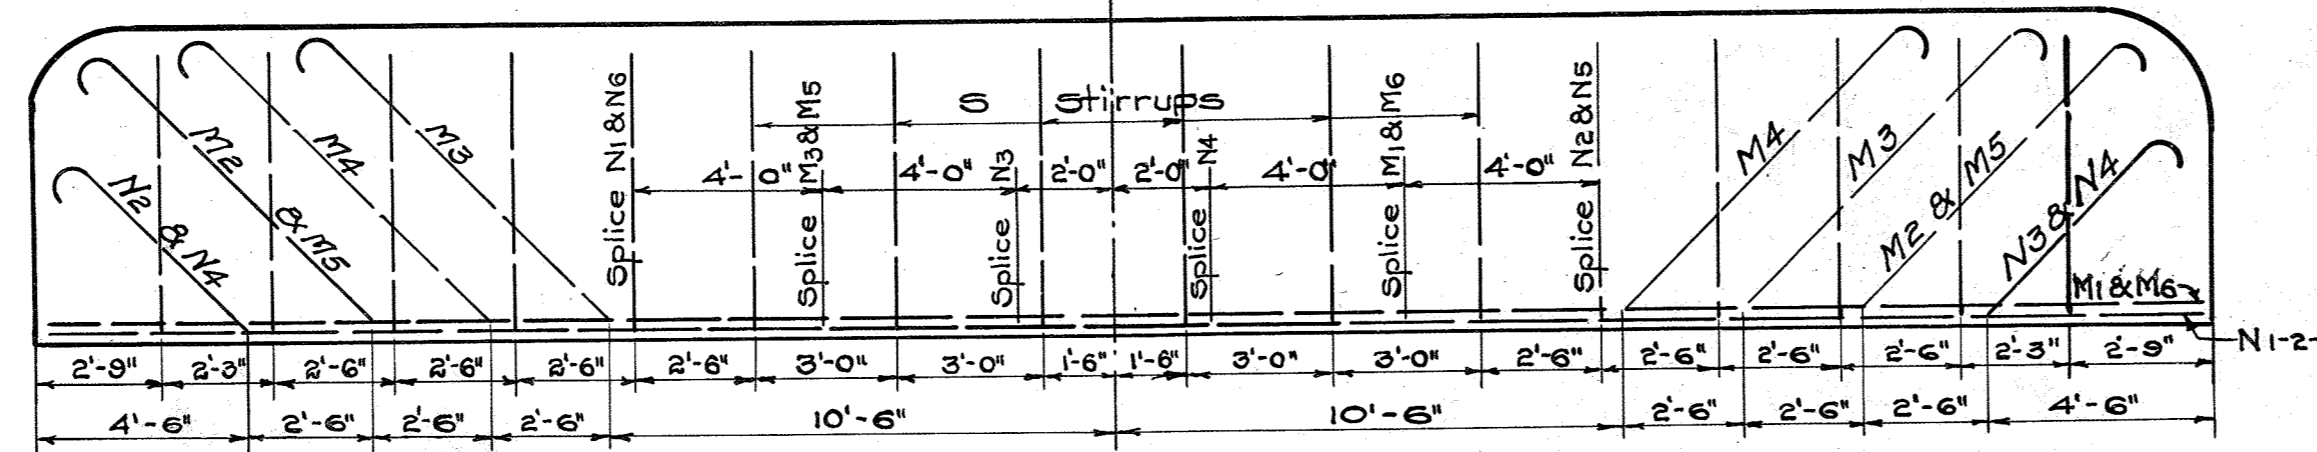 S Stirrups
N2 & N4
M2 & M5
M4
M3
Splice N1 & N6
Splice M3 & M5
Splice N3
Splice N4
Splice M1 & M6
Splice N2 & N5
M4
M3
M2 & M5
N3 & N4
4'-0" 4'-0" 2'-0" 2'-0" 4'-0" 4'-0"
M1 & M6
N1-2-
2'-9" 2'-3" 2'-6" 2'-6" 2'-6" 2'-6" 3'-0" 3'-0" 1'-6" 1'-6" 3'-0" 3'-0" 2'-6" 2'-6" 2'-6" 2'-6" 2'-3" 2'-9"
4'-6" 2'-6" 2'-6" 2'-6" 10'-6" 10'-6" 2'-6" 2'-6" 2'-6" 4'-6"